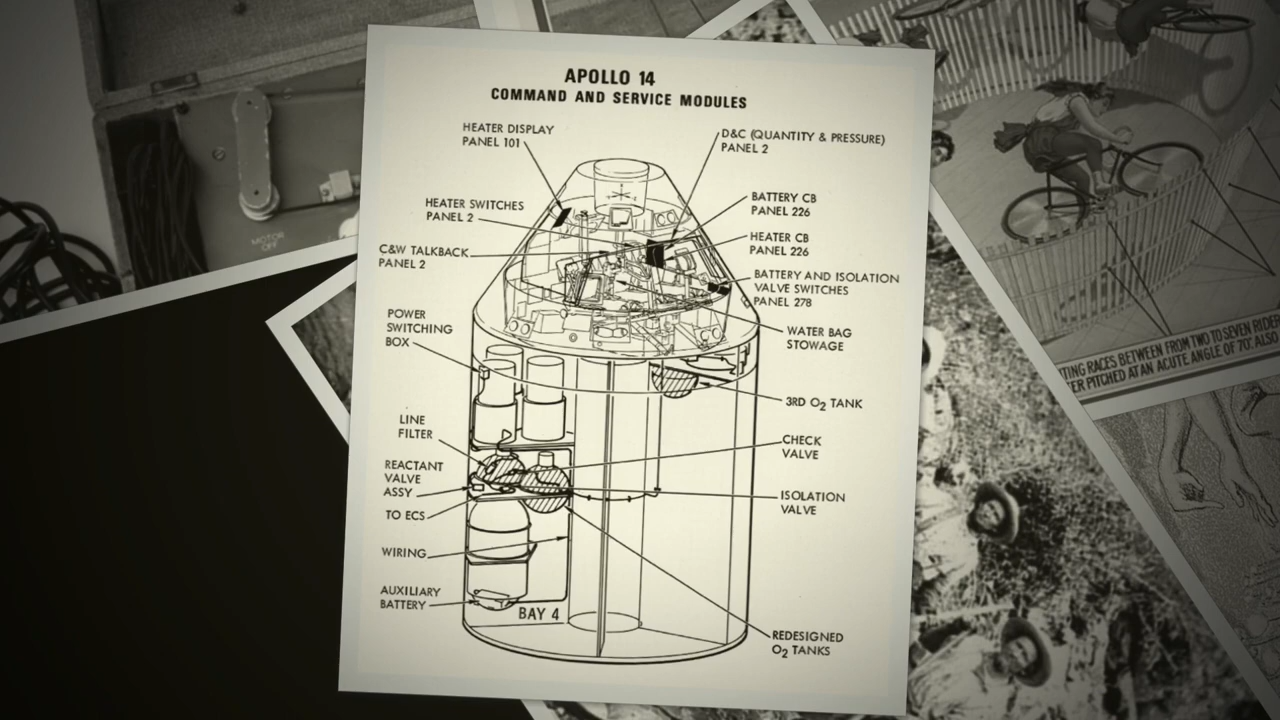 APOLLO 14
COMMAND AND SERVICE MODULES
HEATER DISPLAY
PANEL 101
D&C (QUANTITY & PRESSURE)
PANEL 2
HEATER SWITCHES
PANEL 2
BATTERY CB
PANEL 226
C&W TALKBACK
PANEL 2
HEATER CB
PANEL 226
BATTERY AND ISOLATION
VALVE SWITCHES
PANEL 278
POWER
SWITCHING
BOX
WATER BAG
STOWAGE
3RD O2 TANK
LINE
FILTER
CHECK
VALVE
REACTANT
VALVE
ASSY
ISOLATION
VALVE
TO ECS
WIRING
AUXILIARY
BATTERY
BAY 4
REDESIGNED
O2 TANKS
MOTOR
OFF
RACES BETWEEN FROM TWO TO SEVEN
PITCHED AT AN ACUTE ANGLE OF 70°. ALSO